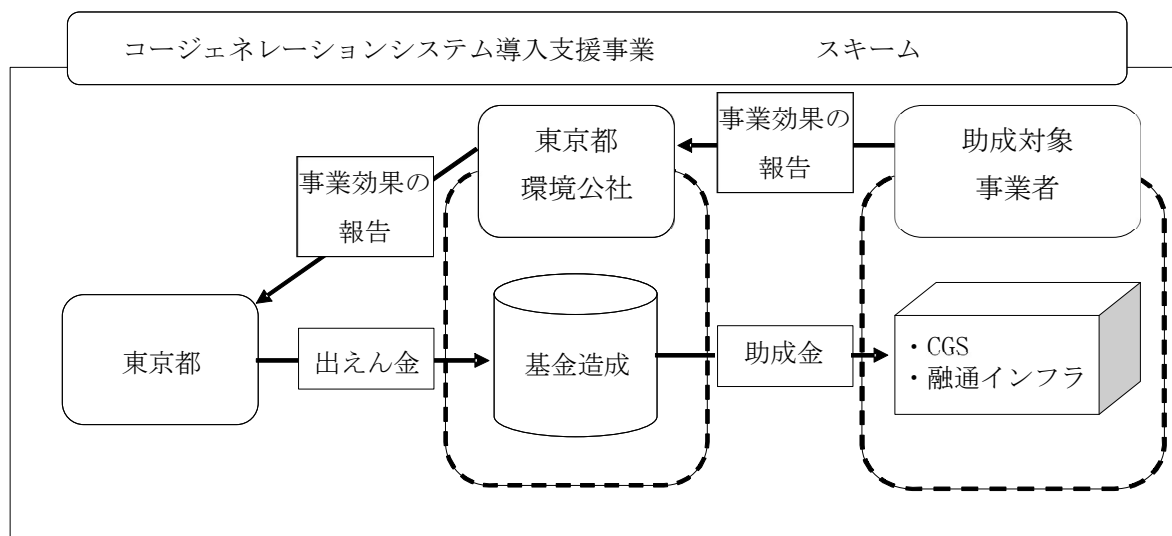 コージェネレーションシステム導入支援事業　スキーム
事業効果の
報告
東京都
環境公社
事業効果の
報告
助成対象
事業者
東京都
出えん金
基金造成
助成金
・CGS
・融通インフラ